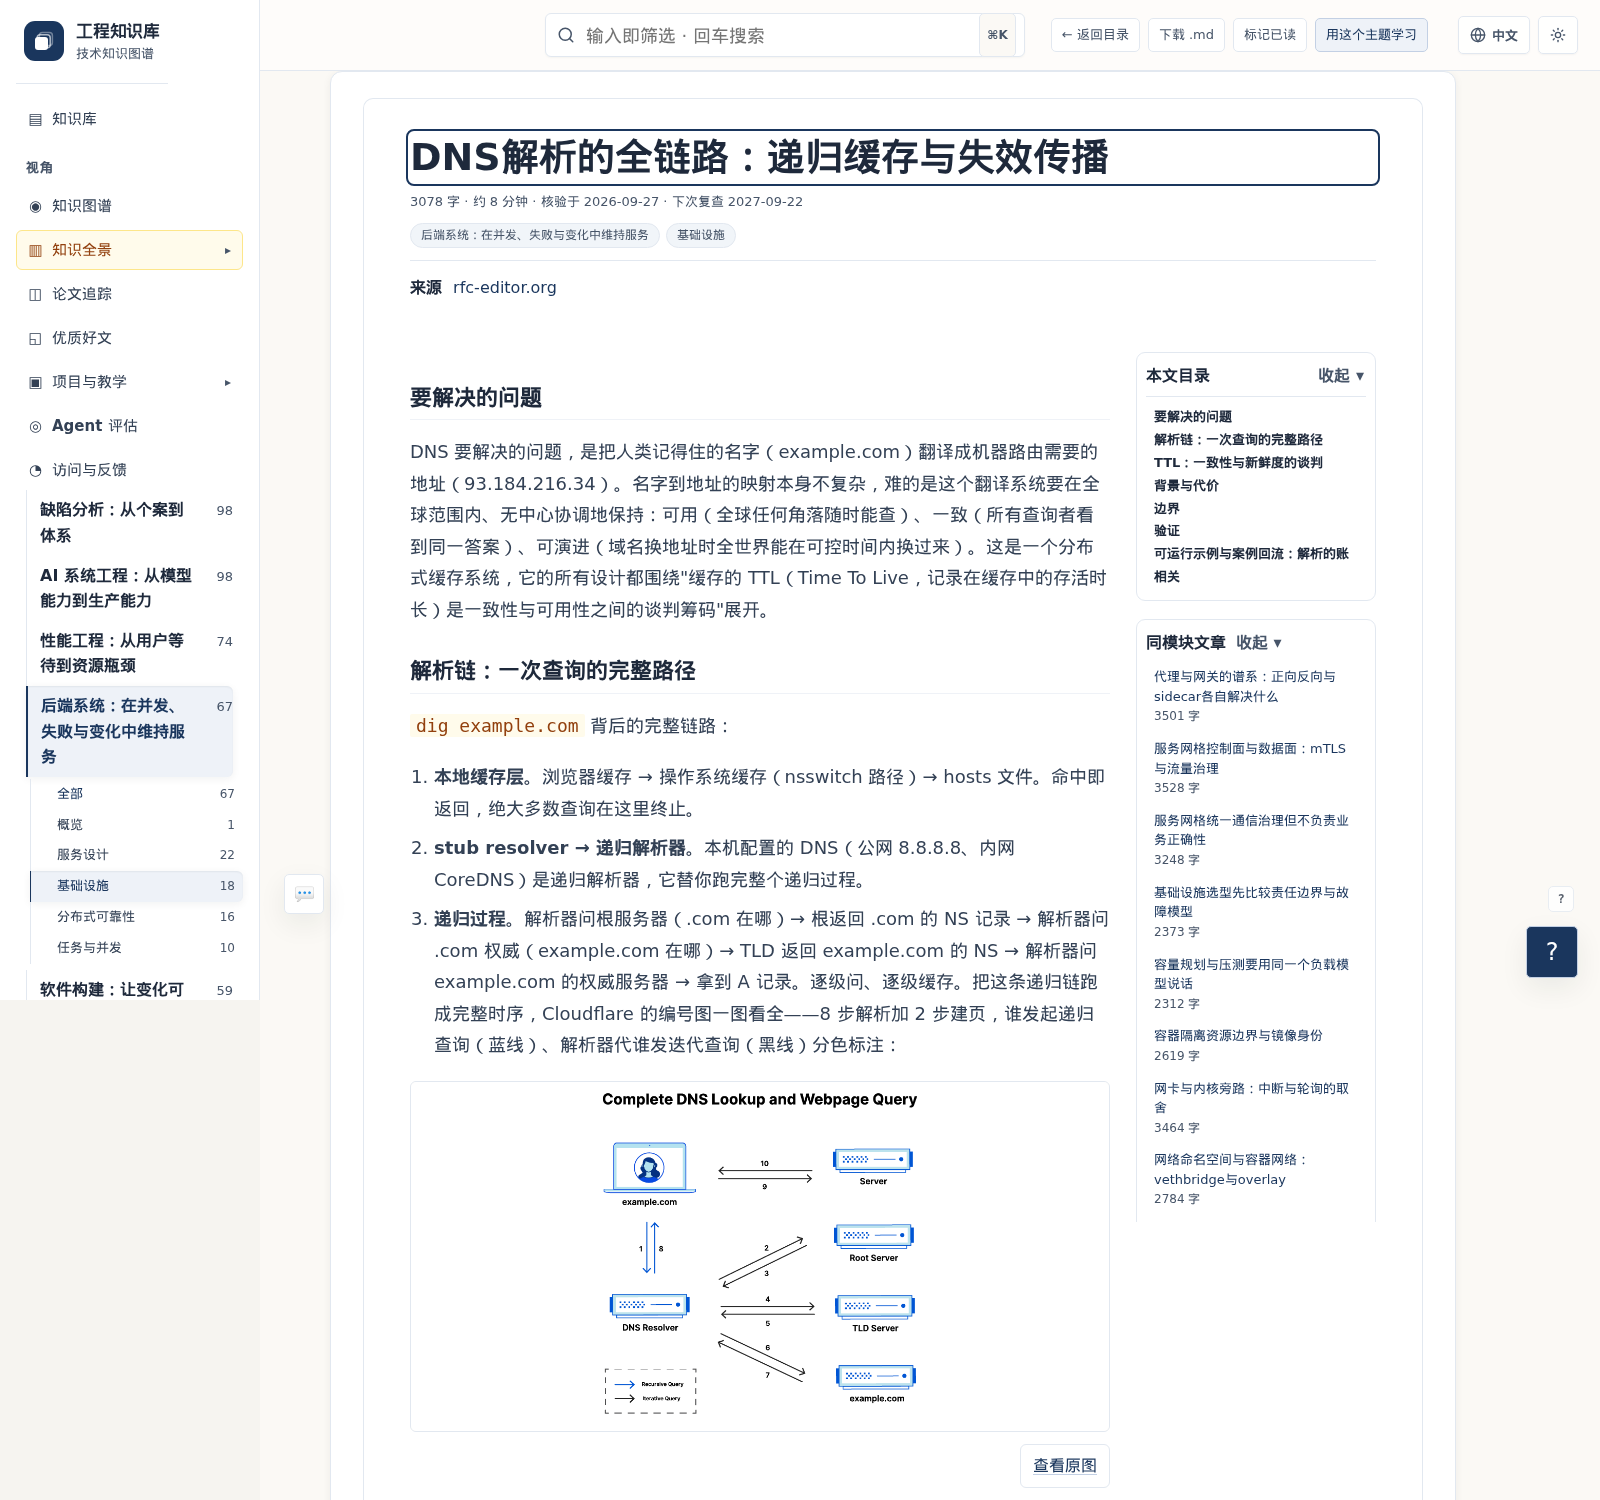 工程知识库
技术知识图谱
知识库
视角
知识图谱
知识全景
论文追踪
优质好文
项目与教学
Agent 评估
访问与反馈
缺陷分析：从个案到
体系
98
AI 系统工程：从模型
能力到生产能力
98
性能工程：从用户等
待到资源瓶颈
74
后端系统：在并发、
失败与变化中维持服
务
67
全部 67
概览 1
服务设计 22
基础设施 18
分布式可靠性 16
任务与并发 10
软件构建：让变化可 59
输入即筛选 · 回车搜索 ⌘K
← 返回目录
下载 .md
标记已读
用这个主题学习
中文
DNS解析的全链路：递归缓存与失效传播
3078 字 · 约 8 分钟 · 核验于 2026-09-27 · 下次复查 2027-09-22
后端系统：在并发、失败与变化中维持服务
基础设施
来源 rfc-editor.org
要解决的问题
DNS 要解决的问题，是把人类记得住的名字（example.com）翻译成机器路由需要的
地址（93.184.216.34）。名字到地址的映射本身不复杂，难的是这个翻译系统要在全
球范围内、无中心协调地保持：可用（全球任何角落随时能查）、一致（所有查询者看
到同一答案）、可演进（域名换地址时全世界能在可控时间内换过来）。这是一个分布
式缓存系统，它的所有设计都围绕"缓存的 TTL（Time To Live，记录在缓存中的存活时
长）是一致性与可用性之间的谈判筹码"展开。
解析链：一次查询的完整路径
dig example.com 背后的完整链路：
1. 本地缓存层。浏览器缓存 → 操作系统缓存（nsswitch 路径）→ hosts 文件。命中即
返回，绝大多数查询在这里终止。
2. stub resolver → 递归解析器。本机配置的 DNS（公网 8.8.8.8、内网
CoreDNS）是递归解析器，它替你跑完整个递归过程。
3. 递归过程。解析器问根服务器（.com 在哪）→ 根返回 .com 的 NS 记录 → 解析器问
.com 权威（example.com 在哪）→ TLD 返回 example.com 的 NS → 解析器问
example.com 的权威服务器 → 拿到 A 记录。逐级问、逐级缓存。把这条递归链跑
成完整时序，Cloudflare 的编号图一图看全——8 步解析加 2 步建页，谁发起递归
查询（蓝线）、解析器代谁发迭代查询（黑线）分色标注：
Complete DNS Lookup and Webpage Query
10
9
example.com
Server
1 8
2
3
Root Server
4
5
DNS Resolver
TLD Server
6
7
Recursive Query
Iterative Query
example.com
查看原图
本文目录 收起 ▾
要解决的问题
解析链：一次查询的完整路径
TTL：一致性与新鲜度的谈判
背景与代价
边界
验证
可运行示例与案例回流：解析的账
相关
同模块文章 收起 ▾
代理与网关的谱系：正向反向与
sidecar各自解决什么
3501 字
服务网格控制面与数据面：mTLS
与流量治理
3528 字
服务网格统一通信治理但不负责业
务正确性
3248 字
基础设施选型先比较责任边界与故
障模型
2373 字
容量规划与压测要用同一个负载模
型说话
2312 字
容器隔离资源边界与镜像身份
2619 字
网卡与内核旁路：中断与轮询的取
舍
3464 字
网络命名空间与容器网络：
vethbridge与overlay
2784 字
?
?